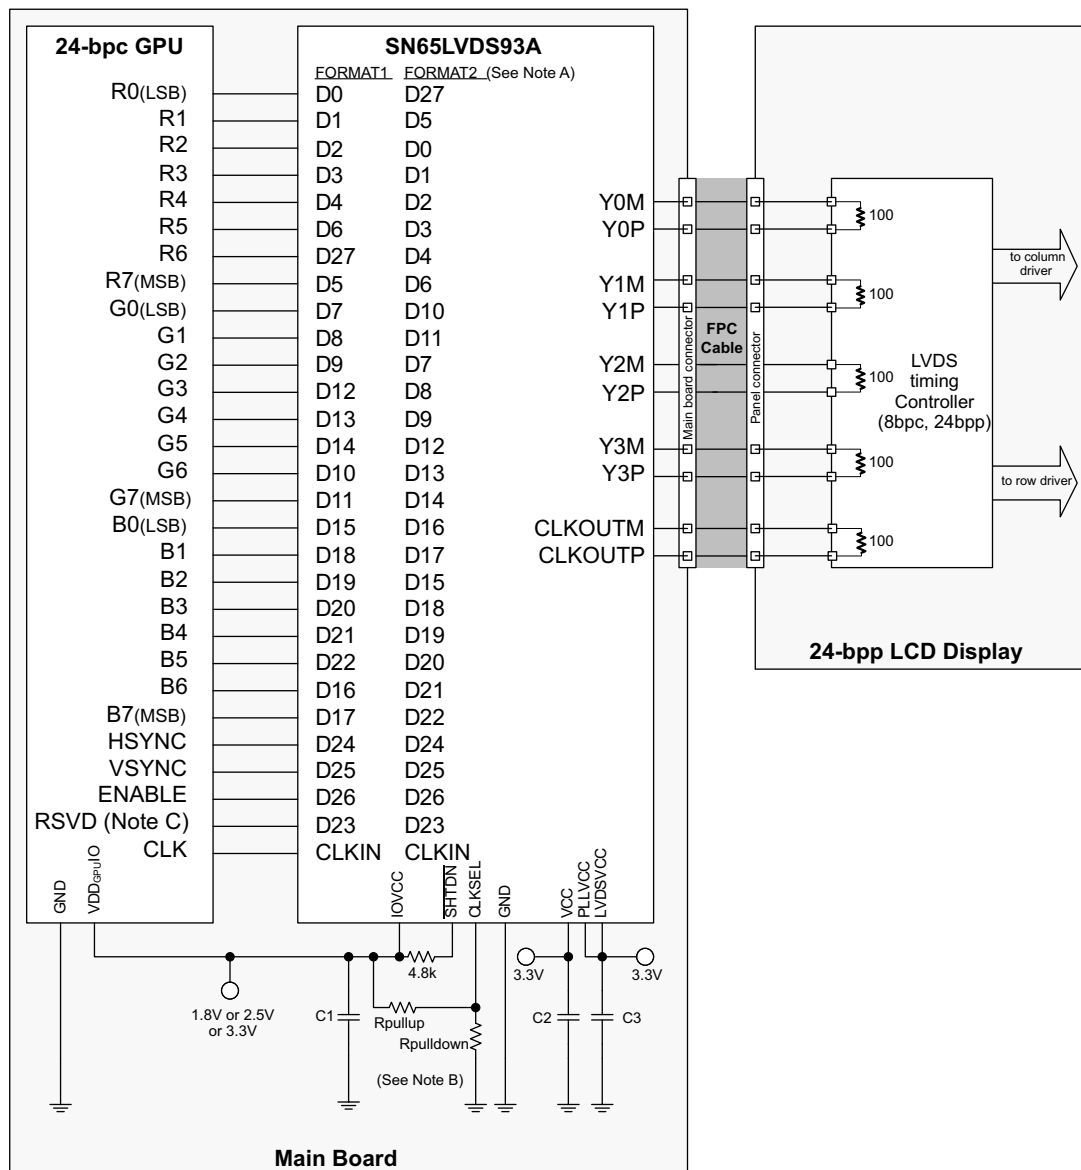 24-bpc GPU
SN65LVDS93A
FORMAT1 FORMAT2 (See Note A)
R0(LSB) D0 D27
R1 D1 D5
R2 D2 D0
R3 D3 D1
R4 D4 D2
R5 D6 D3
R6 D27 D4
R7(MSB) D5 D6
G0(LSB) D7 D10
G1 D8 D11
G2 D9 D7
G3 D12 D8
G4 D13 D9
G5 D14 D12
G6 D10 D13
G7(MSB) D11 D14
B0(LSB) D15 D16
B1 D18 D17
B2 D19 D15
B3 D20 D18
B4 D21 D19
B5 D22 D20
B6 D16 D21
B7(MSB) D17 D22
HSYNC D24 D24
VSYNC D25 D25
ENABLE D26 D26
RSVD (Note C) D23 D23
CLK CLKIN CLKIN
Y0M
Y0P
Y1M
Y1P
Y2M
Y2P
Y3M
Y3P
CLKOUTM
CLKOUTP
Main board connector
FPC
Cable
Panel connector
100
100
100
100
100
LVDS
timing
Controller
(8bpc, 24bpp)
to column
driver
to row driver
24-bpp LCD Display
GND
VDDGPUIO
IOVCC
SHTDN
CLKSEL
GND
VCC
PLLVCC
LVDSVCC
4.8k
3.3V
3.3V
1.8V or 2.5V
or 3.3V
C1
Rpullup
Rpulldown
C2
C3
(See Note B)
Main Board